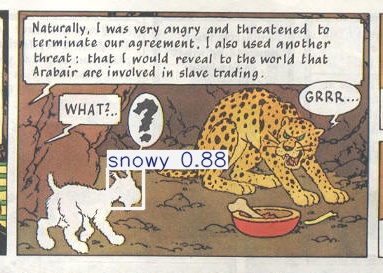 Naturally, I was very angry and threatened to
terminate our agreement. I also used another
threat: that I would reveal to the world that
Arabair are involved in slave trading.
GRRR...
WHAT?..
?
snowy 0.88